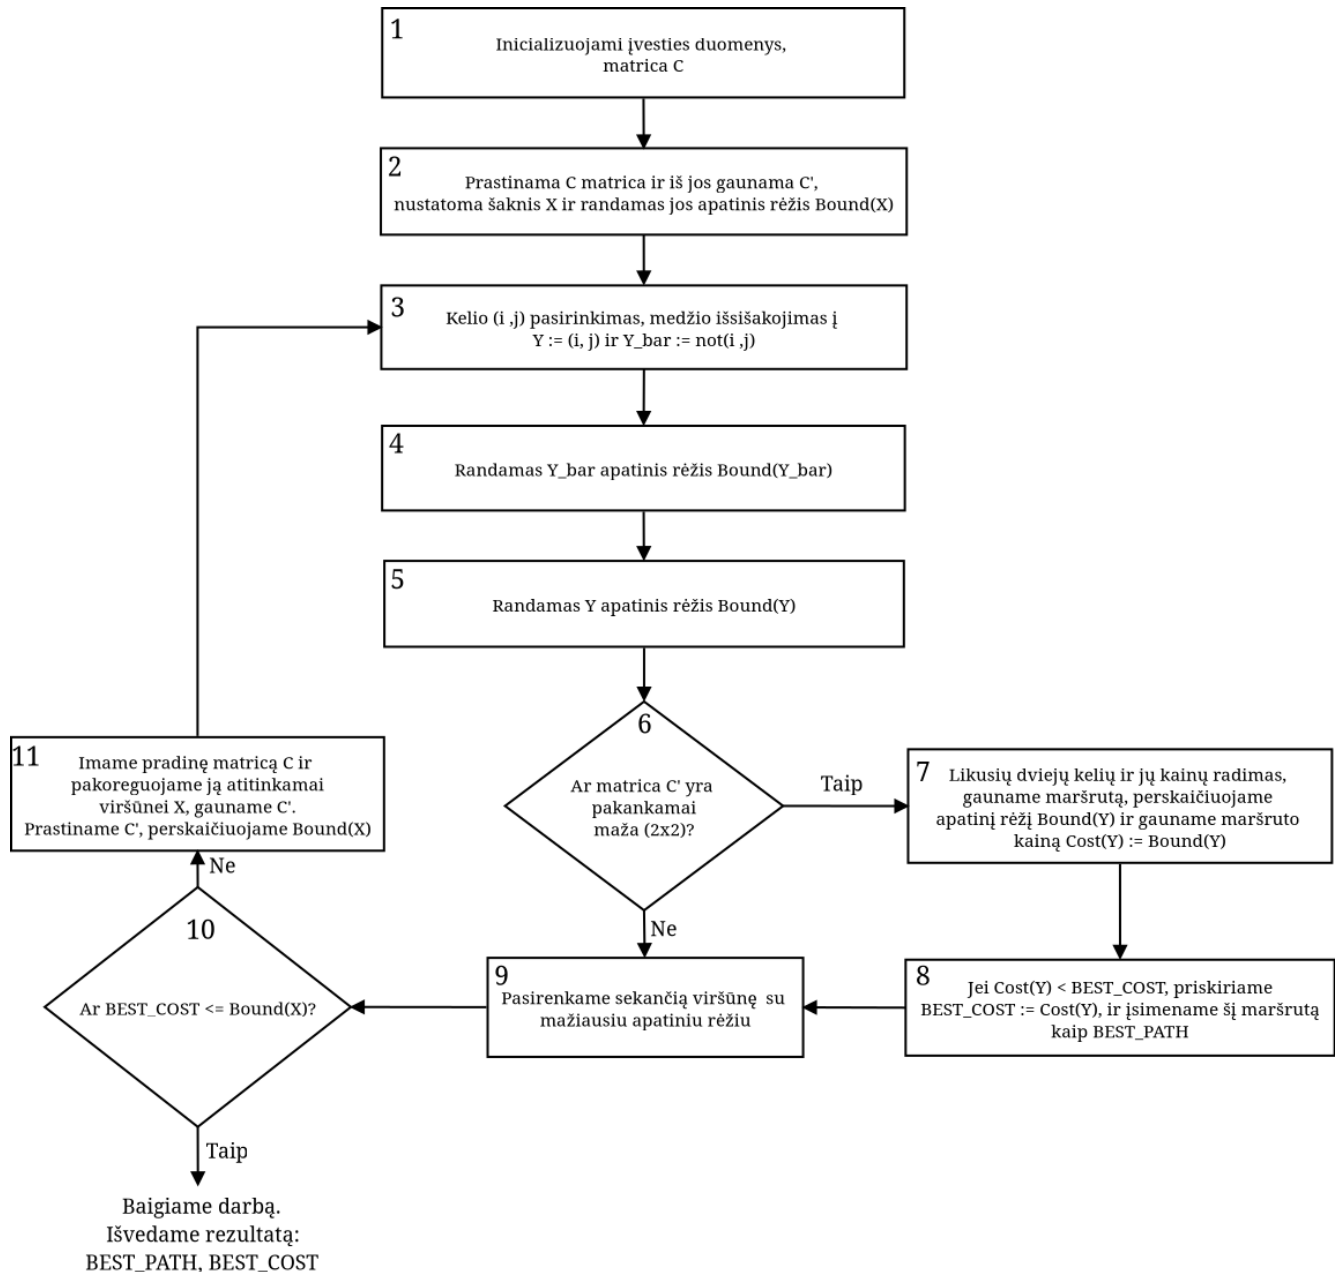 1
Inicializuojami įvesties duomenys,
matrica C
2
Prastinama C matrica ir iš jos gaunama C',
nustatoma šaknis X ir randamas jos apatinis rėžis Bound(X)
3
Kelio (i ,j) pasirinkimas, medžio išsišakojimas į
Y := (i, j) ir Y_bar := not(i ,j)
4
Randamas Y_bar apatinis rėžis Bound(Y_bar)
5
Randamas Y apatinis rėžis Bound(Y)
6
Ar matrica C' yra
pakankamai
maža (2x2)?
Taip
Ne
7
Likusių dviejų kelių ir jų kainų radimas,
gauname maršrutą, perskaičiuojame
apatinį rėžį Bound(Y) ir gauname maršruto
kainą Cost(Y) := Bound(Y)
8
Jei Cost(Y) < BEST_COST, priskiriame
BEST_COST := Cost(Y), ir įsimename šį maršrutą
kaip BEST_PATH
9
Pasirenkame sekančią viršūnę su
mažiausiu apatiniu rėžiu
10
Ar BEST_COST <= Bound(X)?
Ne
Taip
11
Imame pradinę matricą C ir
pakoreguojame ją atitinkamai
viršūnei X, gauname C'.
Prastiname C', perskaičiuojame Bound(X)
Baigiame darbą.
Išvedame rezultatą:
BEST_PATH, BEST_COST